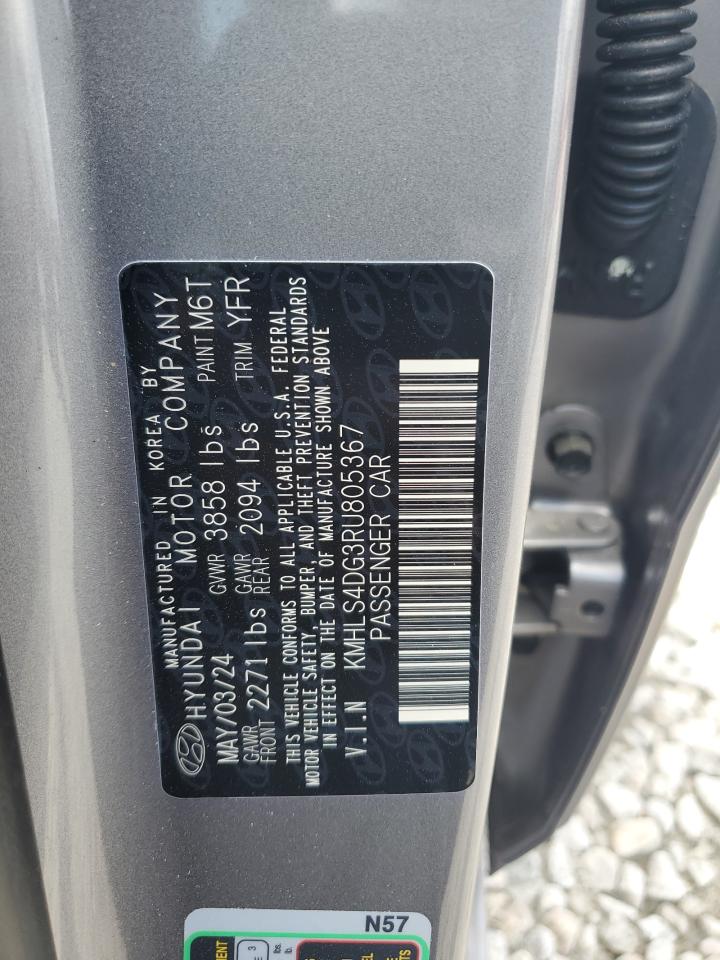 MANUFACTURED IN KOREA BY
HYUNDAI MOTOR COMPANY
MAY/03/24 GVWR 3858 lbs PAINT M6T
GAWR FRONT 2271 lbs GAWR REAR 2094 lbs TRIM YFR
THIS VEHICLE CONFORMS TO ALL APPLICABLE U.S.A. FEDERAL
MOTOR VEHICLE SAFETY, BUMPER, AND THEFT PREVENTION STANDARDS
IN EFFECT ON THE DATE OF MANUFACTURE SHOWN ABOVE
V.I.N KMHLS4DG3RU805367
PASSENGER CAR
N57